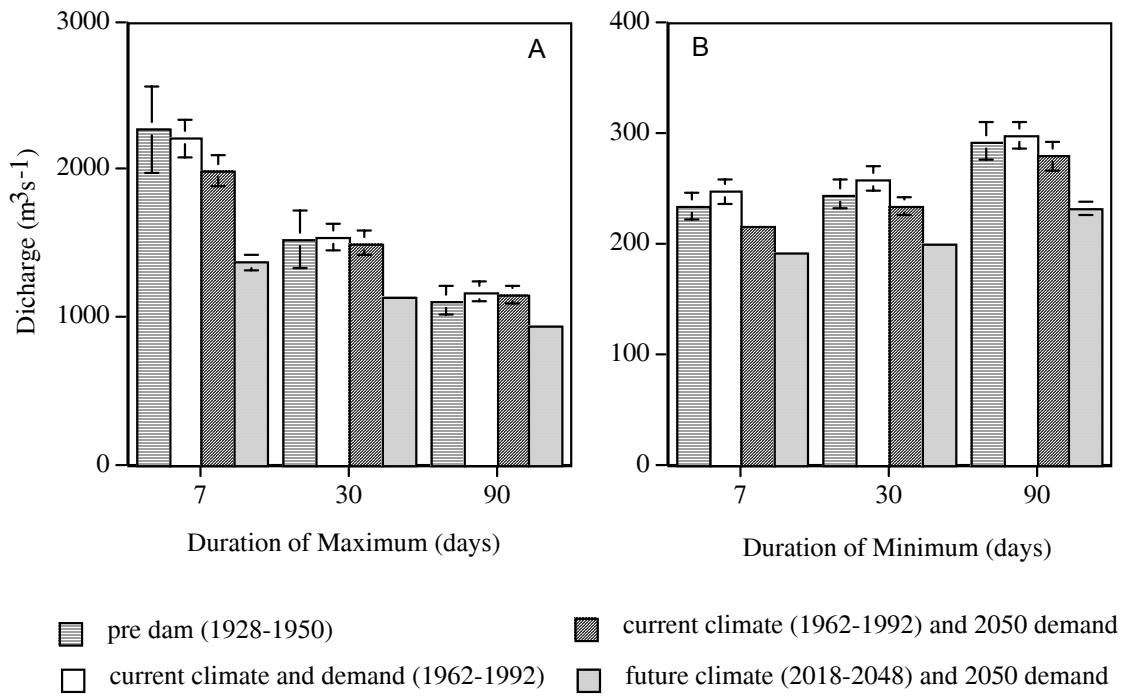 A
3000
2000
1000
0
Dicharge (m3s-1)
7
30
90
Duration of Maximum (days)
B
400
300
200
100
0
7
30
90
Duration of Minimum (days)
pre dam (1928-1950)
current climate (1962-1992) and 2050 demand
current climate and demand (1962-1992)
future climate (2018-2048) and 2050 demand